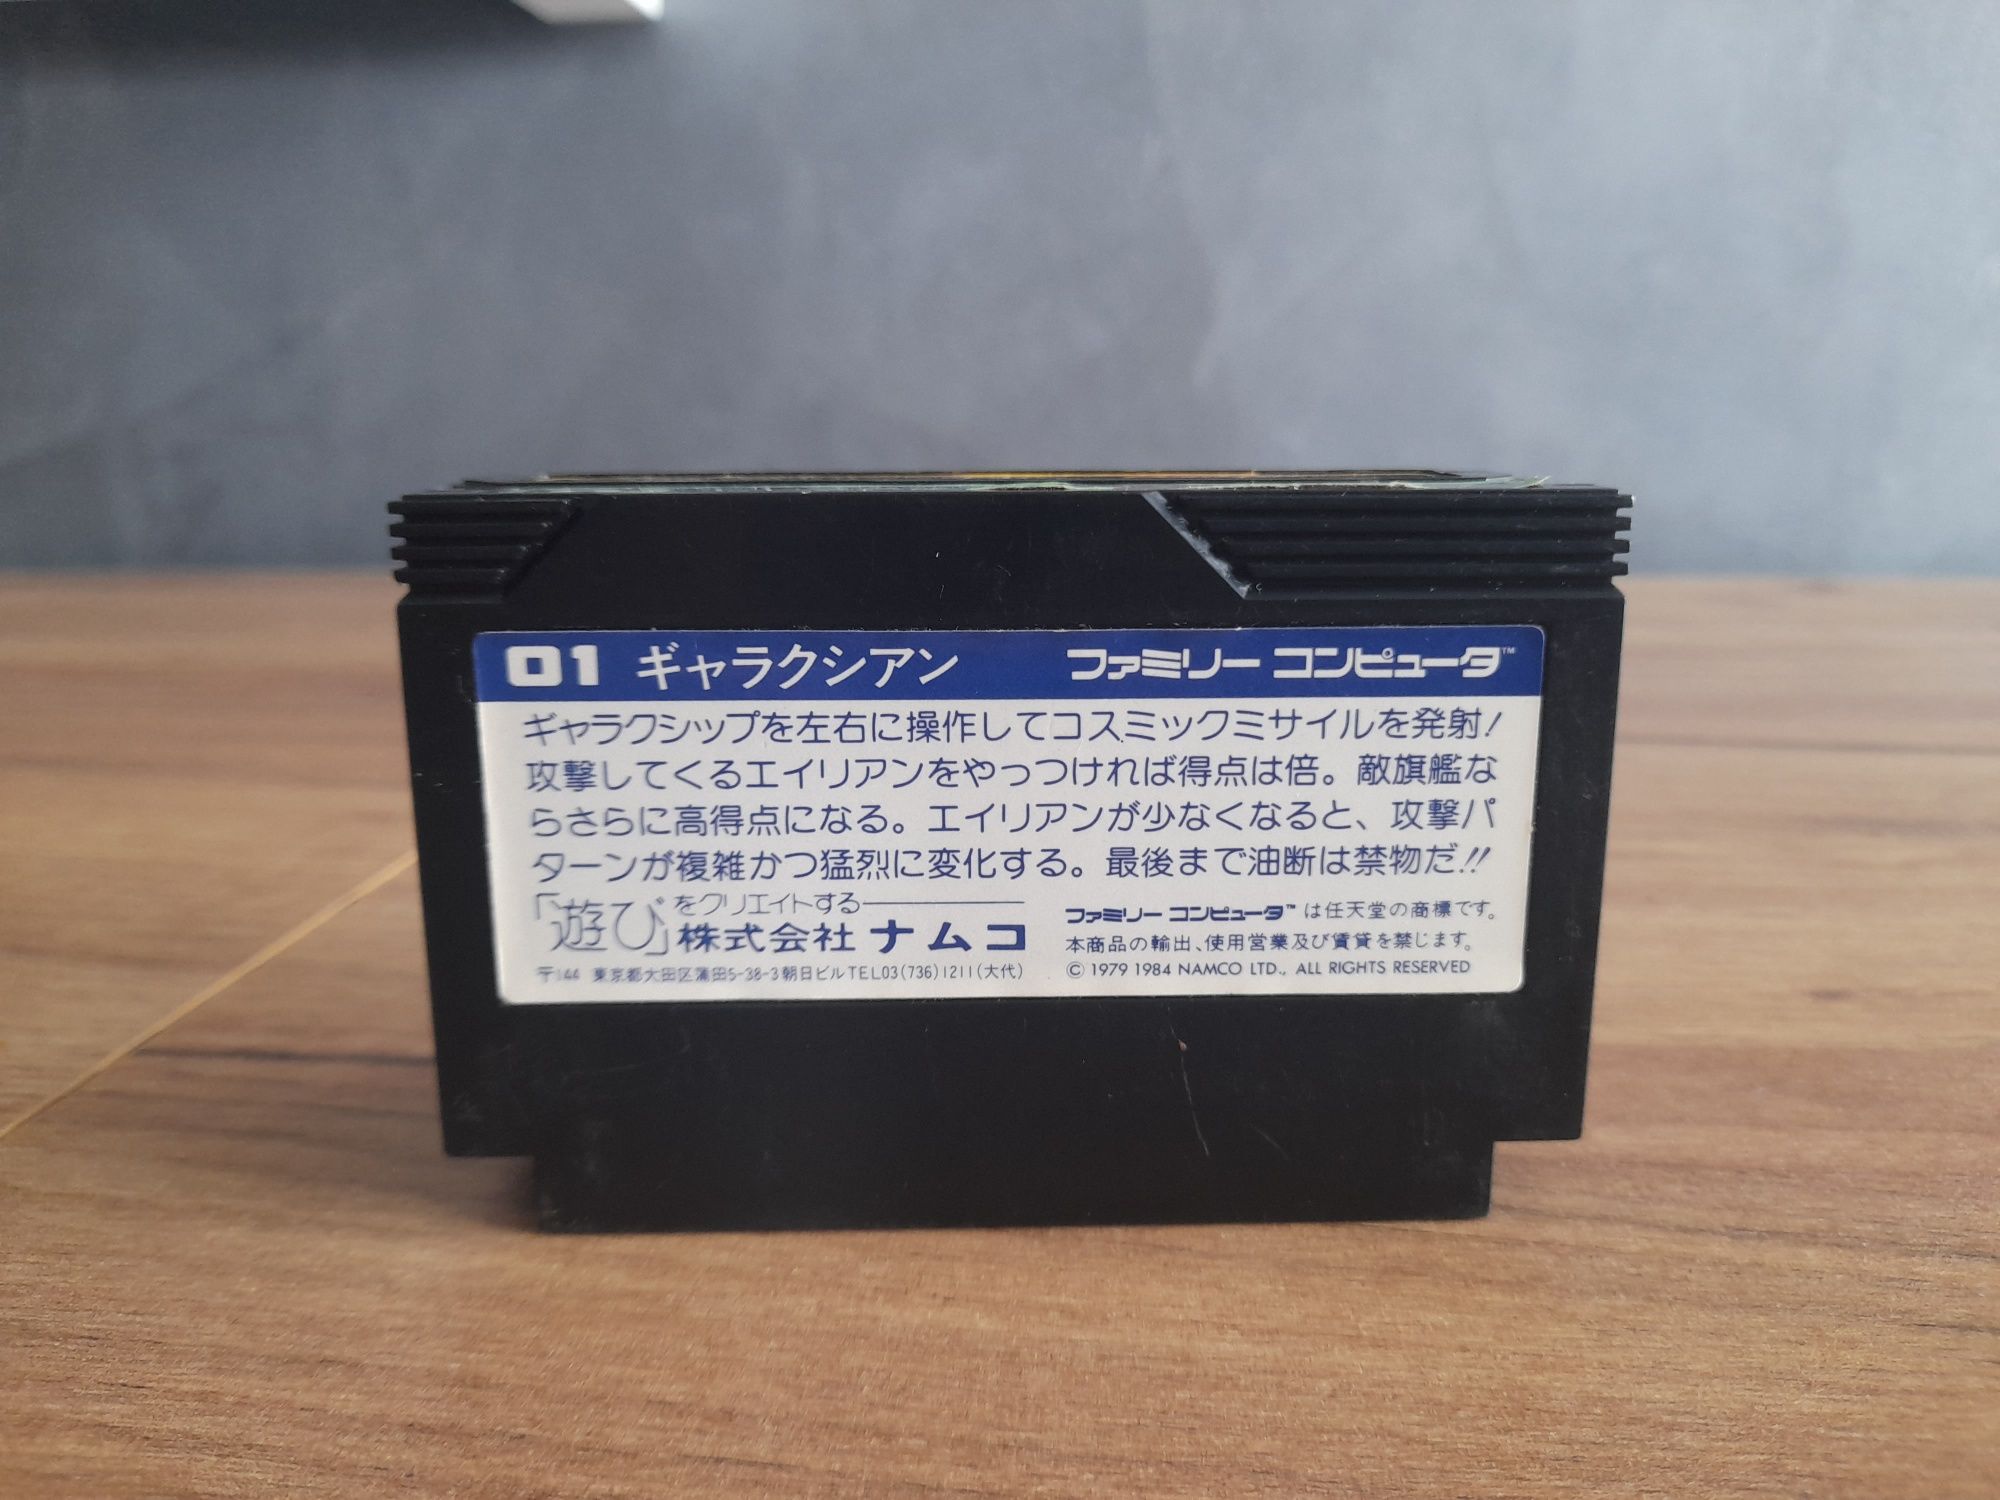 01 ギャラクシアン ファミリー コンピュータ™
ギャラクシップを左右に操作してコスミックミサイルを発射!
攻撃してくるエイリアンをやっつければ得点は倍。敵旗艦な
らさらに高得点になる。エイリアンが少なくなると、攻撃パ
ターンが複雑かつ猛烈に変化する。最後まで油断は禁物だ!!
「遊び」をクリエイトする
株式会社 ナムコ
〒144 東京都大田区蒲田5-38-3朝日ビルTEL03(736)1211(大代)
ファミリー コンピュータ™は任天堂の商標です。
本商品の輸出、使用営業及び賃貸を禁じます。
© 1979 1984 NAMCO LTD., ALL RIGHTS RESERVED